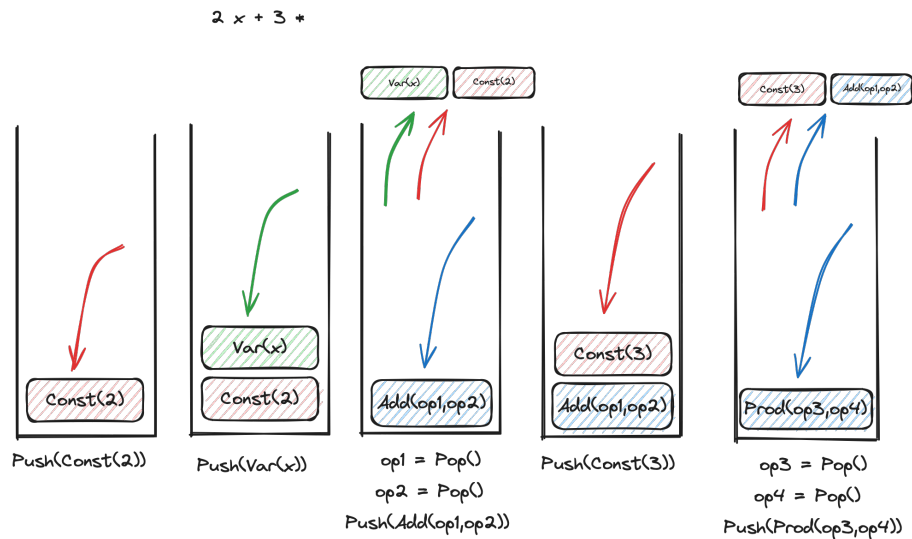 2 x + 3 *
Var(x)
Const(2)
Const(3)
Add(op1,op2)
Var(x)
Const(2)
Const(2)
Add(op1,op2)
Const(3)
Add(op1,op2)
Prod(op3,op4)
Push(Const(2))
Push(Var(x))
op1 = Pop()
op2 = Pop()
Push(Add(op1,op2))
Push(Const(3))
op3 = Pop()
op4 = Pop()
Push(Prod(op3,op4))